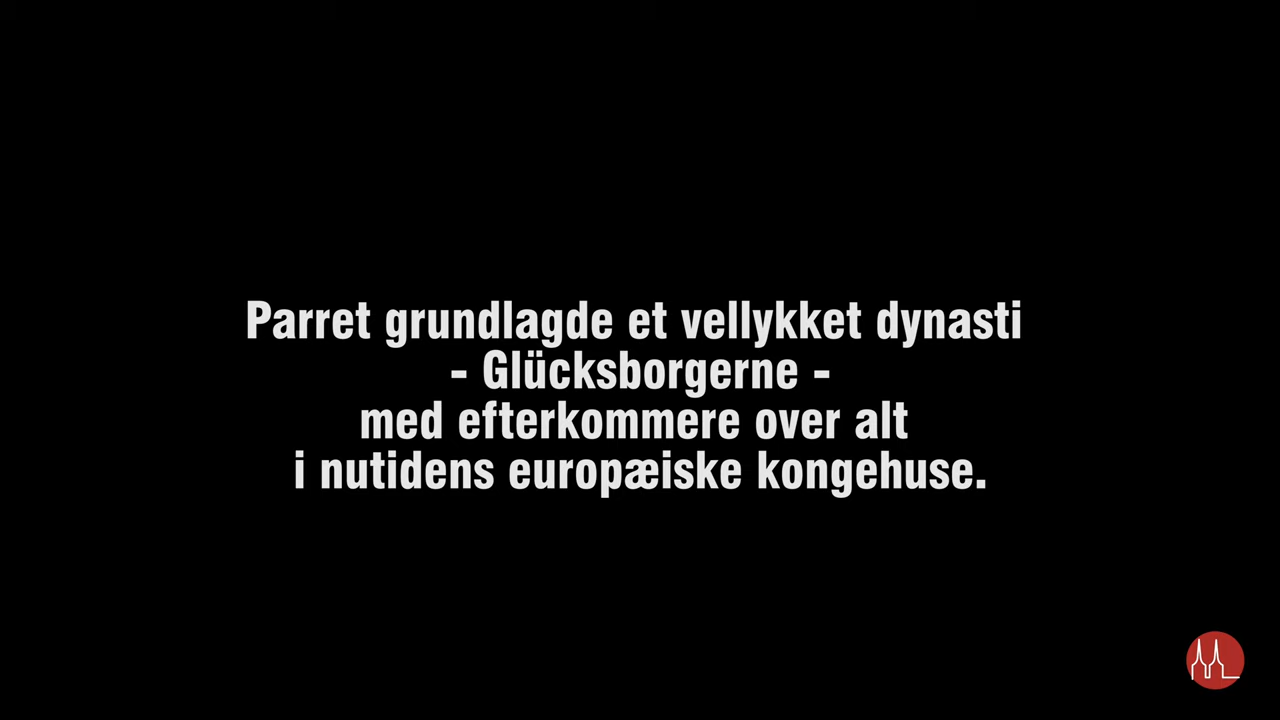 Parret grundlagde et vellykket dynasti
- Glücksborgerne -
med efterkommere over alt
i nutidens europæiske kongehuse.